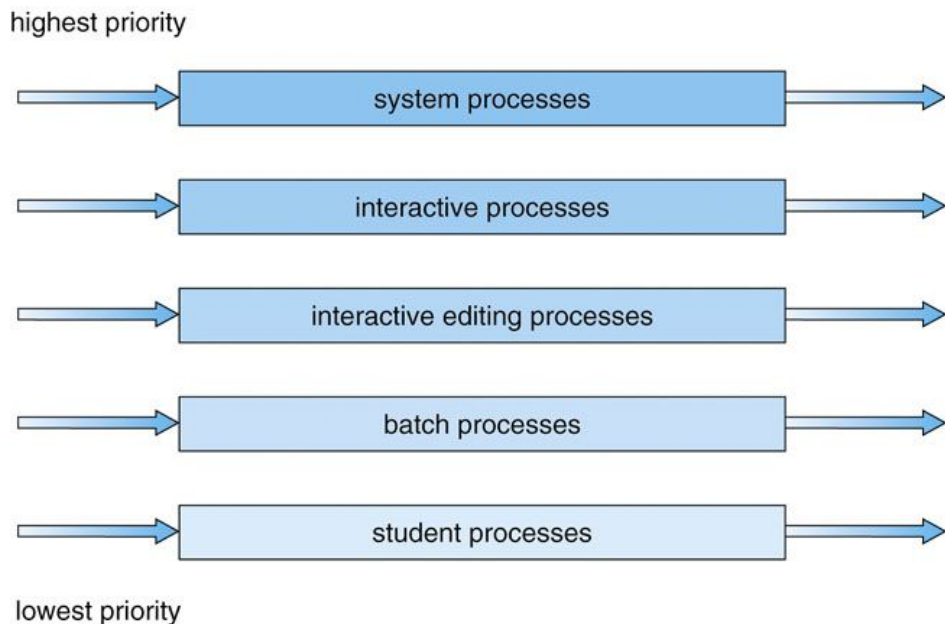 highest priority
system processes
interactive processes
interactive editing processes
batch processes
student processes
lowest priority